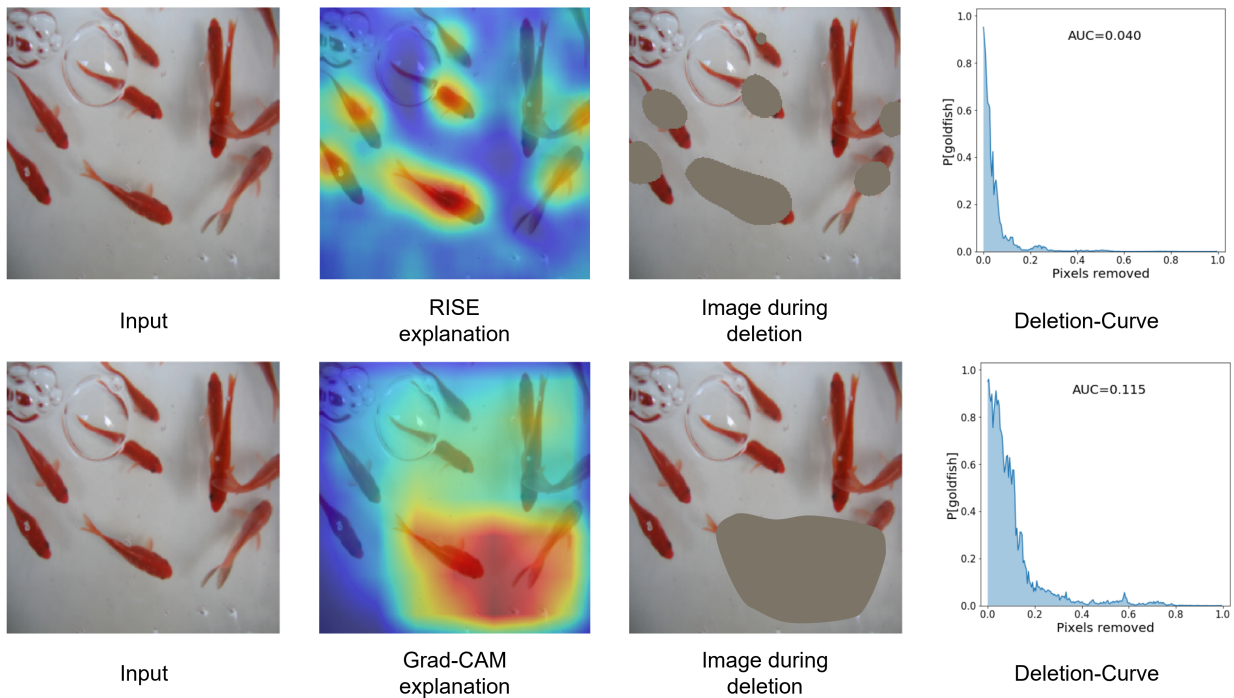 AUC=0.040
P[goldfish]
1.0
0.8
0.6
0.4
0.2
0.0
0.0 0.2 0.4 0.6 0.8 1.0
Pixels removed
Input
RISE
explanation
Image during
deletion
Deletion-Curve
AUC=0.115
P[goldfish]
1.0
0.8
0.6
0.4
0.2
0.0
0.0 0.2 0.4 0.6 0.8 1.0
Pixels removed
Input
Grad-CAM
explanation
Image during
deletion
Deletion-Curve